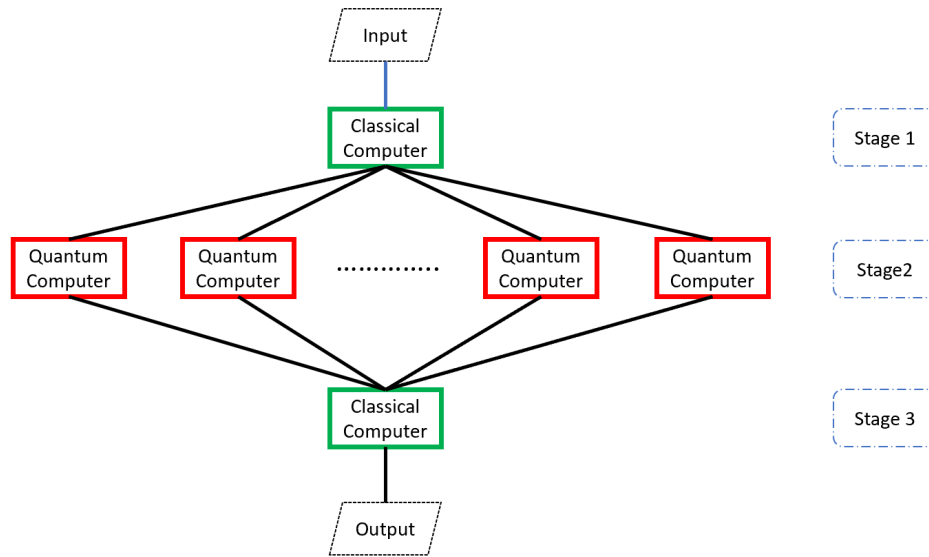 Input
Classical
Computer
Stage 1
Quantum
Computer
Quantum
Computer
..............
Quantum
Computer
Quantum
Computer
Stage2
Classical
Computer
Stage 3
Output